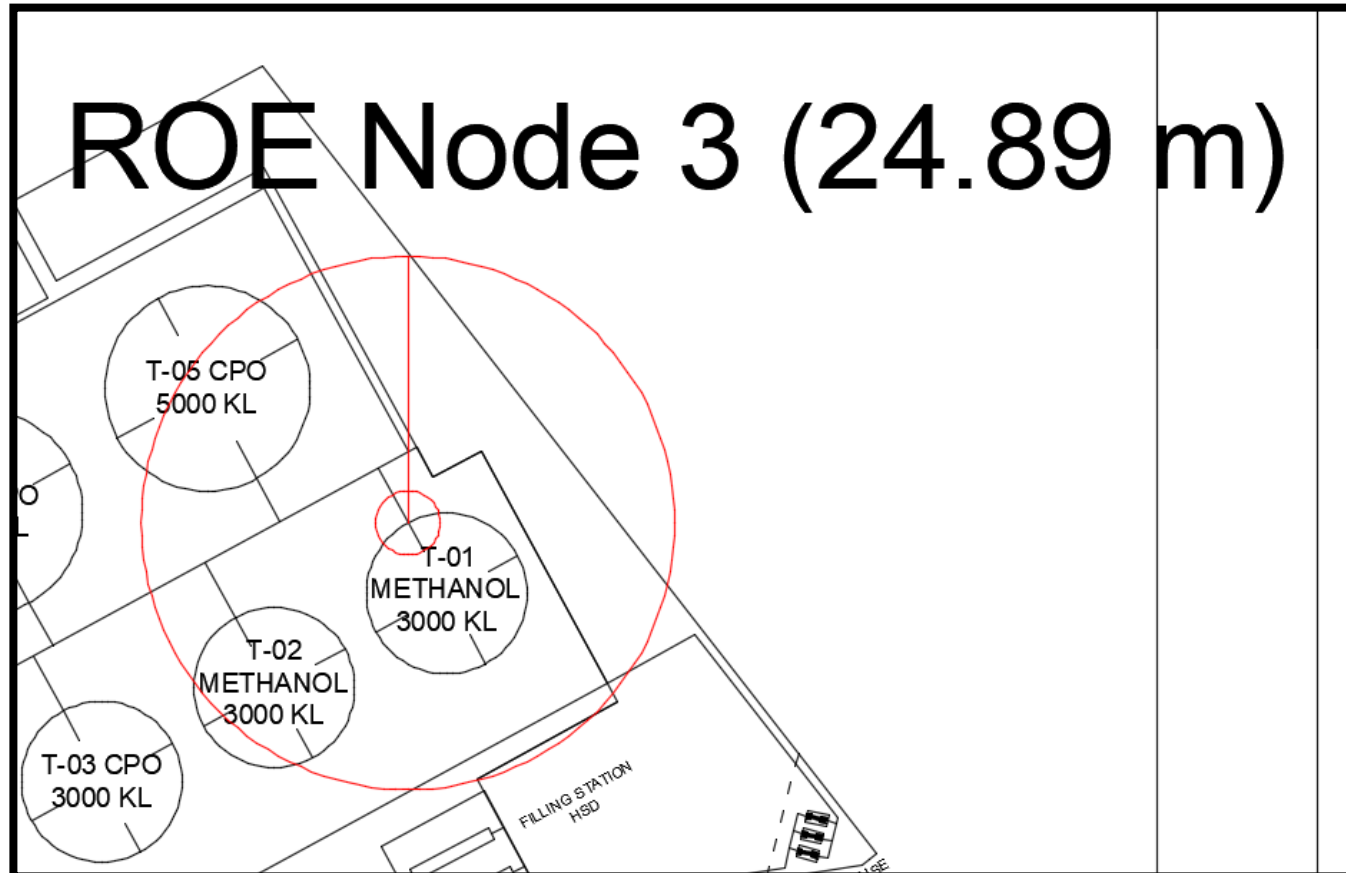 ROE Node 3 (24.89 m)
T-05 CPO
5000 KL
T-01
METHANOL
3000 KL
T-02
METHANOL
3000 KL
T-03 CPO
3000 KL
FILLING STATION
HSD